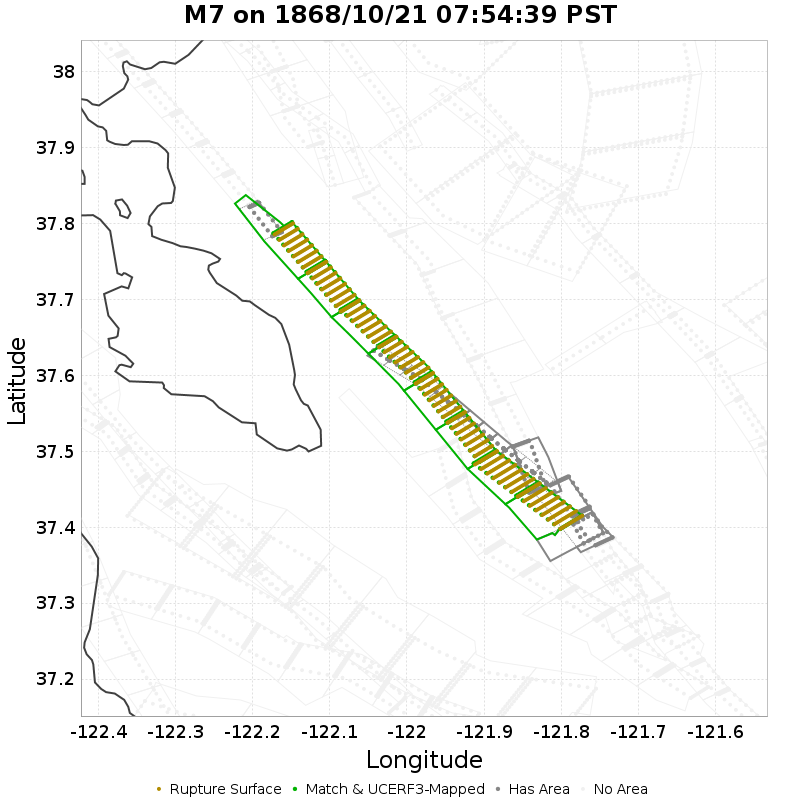 M7 on 1868/10/21 07:54:39 PST
38
37.9
37.8
37.7
37.6
37.5
37.4
37.3
37.2
Latitude
-122.4 -122.3 -122.2 -122.1 -122 -121.9 -121.8 -121.7 -121.6
Longitude
Rupture Surface Match & UCERF3-Mapped Has Area No Area